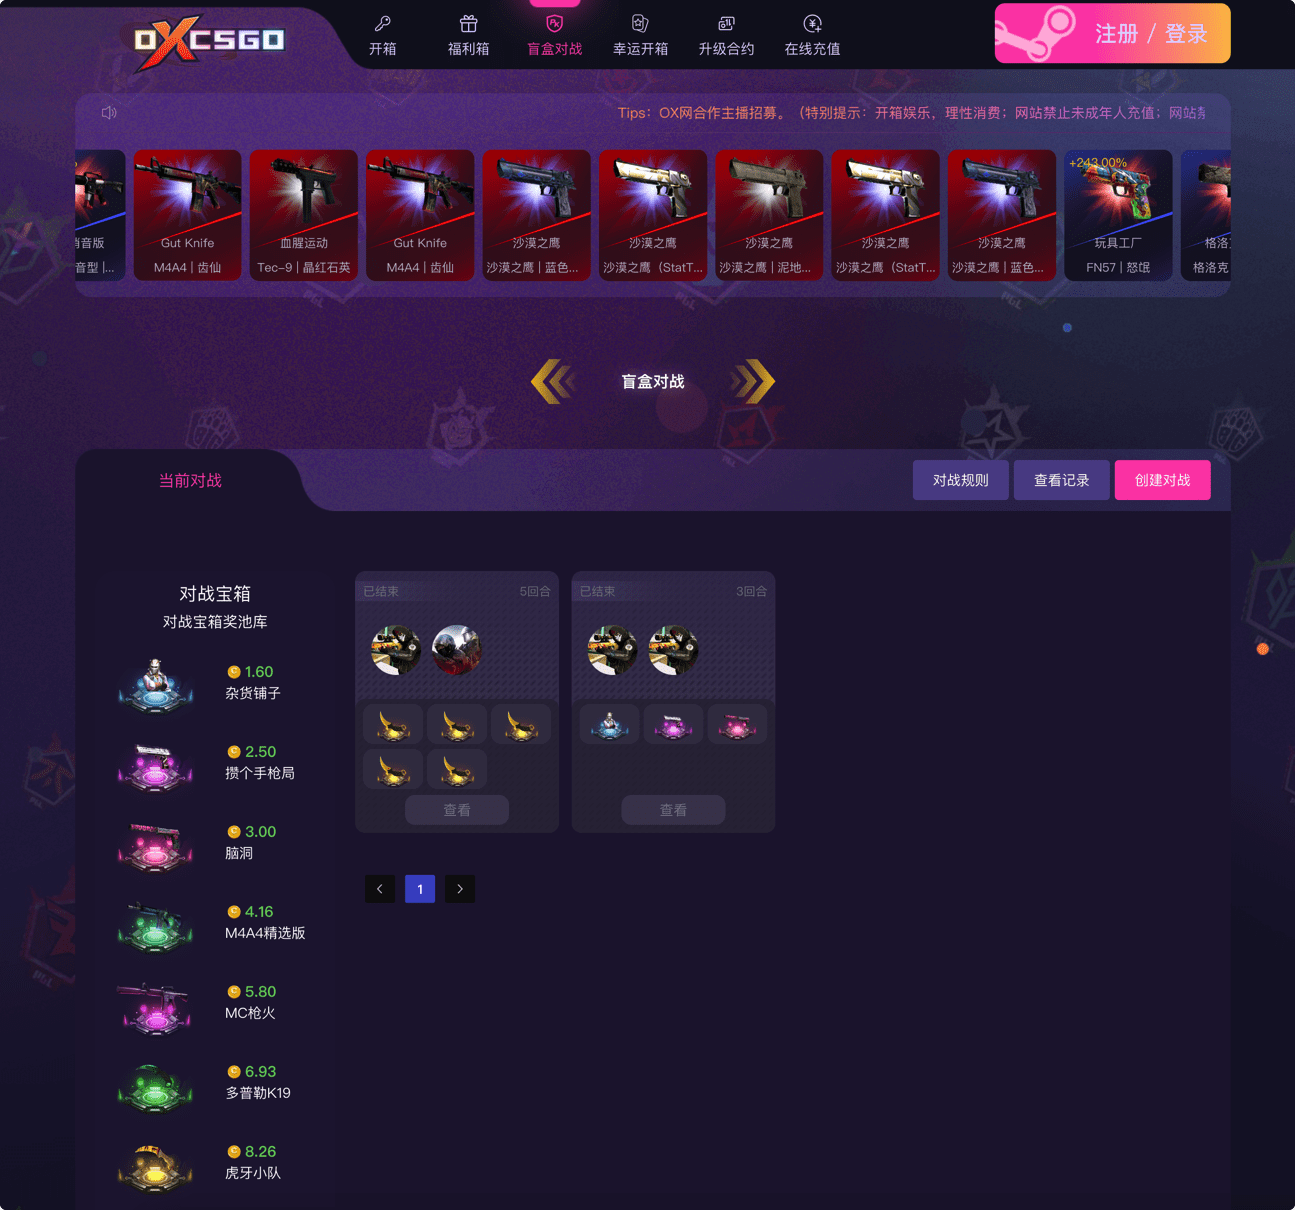 OXCSGO
开箱
福利箱
盲盒对战
幸运开箱
升级合约
在线充值
注册 / 登录
Tips：OX网合作主播招募。（特别提示：开箱娱乐，理性消费；网站禁止未成年人充值；网站
消音版
音型 |...
Gut Knife
M4A4 | 齿仙
血腥运动
Tec-9 | 晶红石英
Gut Knife
M4A4 | 齿仙
沙漠之鹰
沙漠之鹰 | 蓝色...
沙漠之鹰
沙漠之鹰（StatT...
沙漠之鹰
沙漠之鹰 | 泥地...
沙漠之鹰
沙漠之鹰（StatT...
沙漠之鹰
沙漠之鹰 | 蓝色...
+243.00%
玩具工厂
FN57 | 怒氓
格洛
格洛克
盲盒对战
当前对战
对战规则
查看记录
创建对战
对战宝箱
对战宝箱奖池库
1.60
杂货铺子
2.50
攒个手枪局
3.00
脑洞
4.16
M4A4精选版
5.80
MC枪火
6.93
多普勒K19
8.26
虎牙小队
已结束
5回合
查看
已结束
3回合
查看
< 1 >